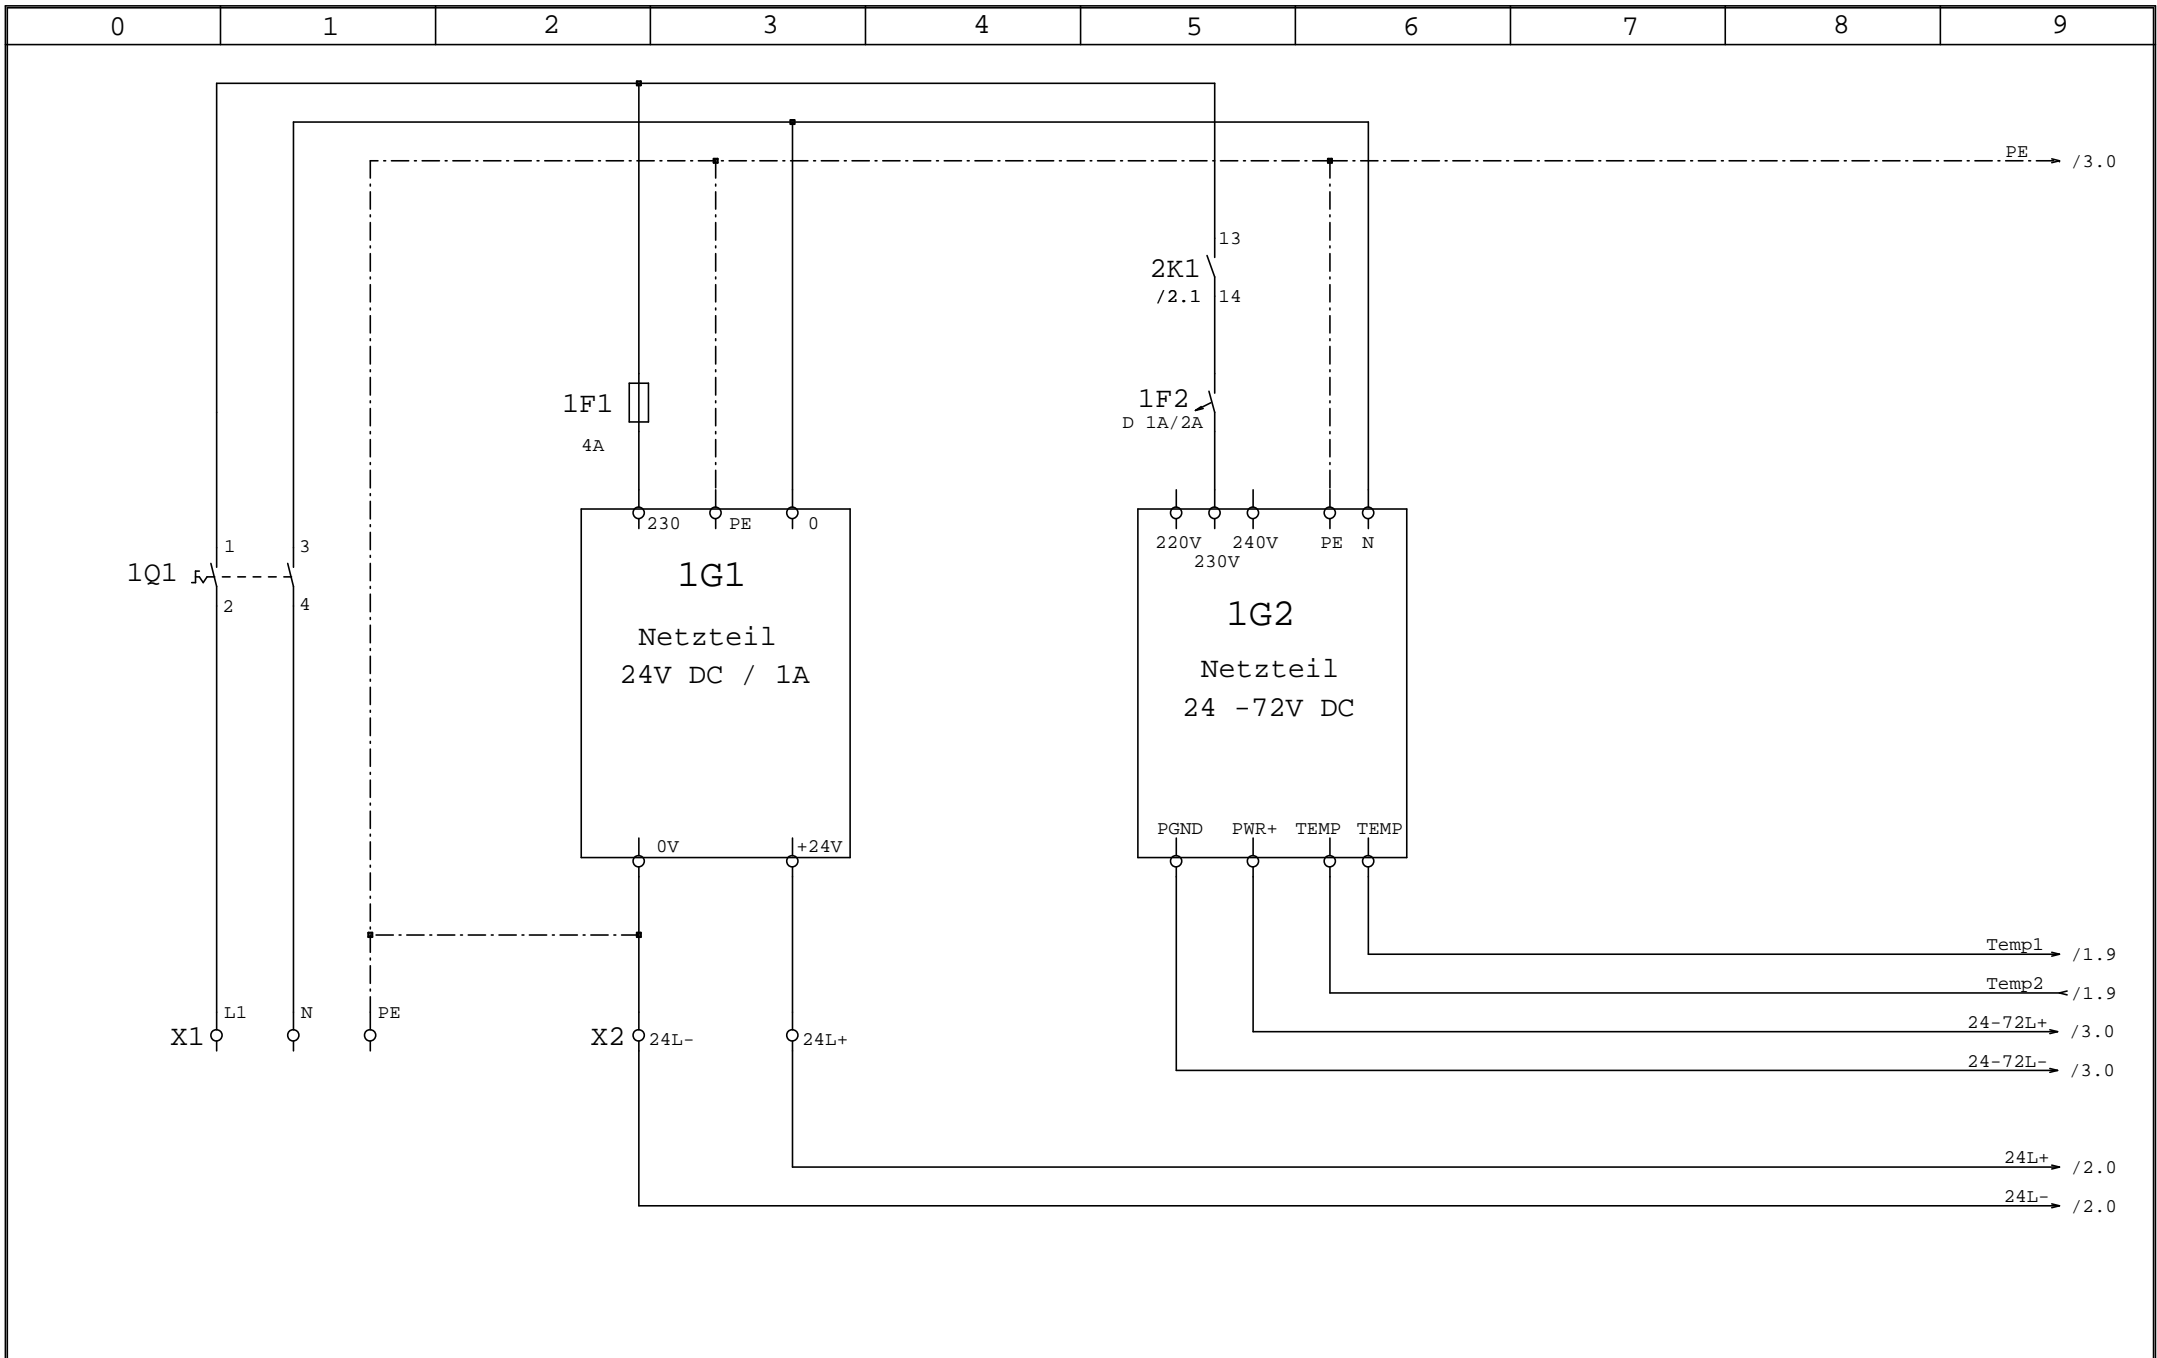 0 1 2 3 4 5 6 7 8 9
PE /3.0
13
2K1
/2.1 14
1F1
4A
1F2
D 1A/2A
230 PE 0
220V 240V PE N
230V
1 3
1Q1
2 4
1G1
Netzteil
24V DC / 1A
1G2
Netzteil
24 -72V DC
PGND PWR+ TEMP TEMP
0V +24V
Temp1 /1.9
Temp2 /1.9
L1 N PE
X1
X2 24L- 24L+
24-72L+ /3.0
24-72L- /3.0
24L+ /2.0
24L- /2.0